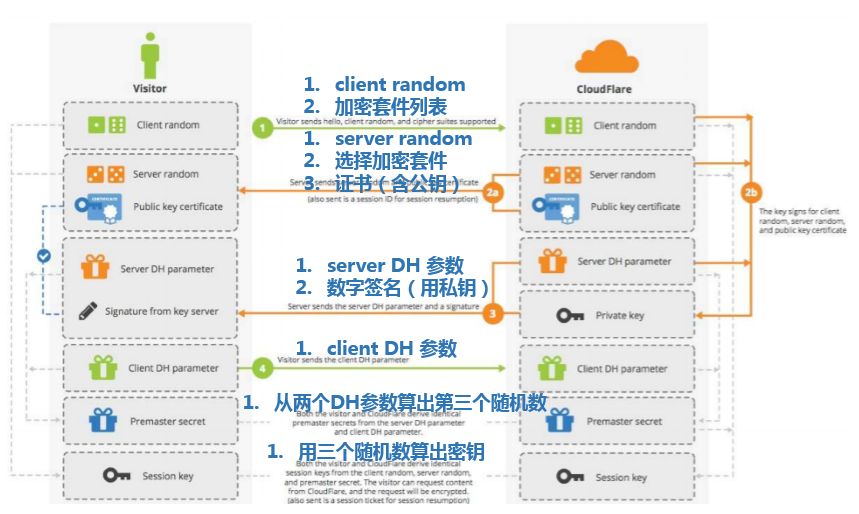 Visitor
CloudFlare
1. client random
2. 加密套件列表
Client random
1
Visitor sends hello, client random, and cipher suites supported
Client random
1. server random
2. 选择加密套件
3. 证书（含公钥）
Server random
Server sends
certificate
2a
Server random
2b
Public key certificate
CERTIFICATE
(also sent is a session ID for session resumption)
Public key certificate
CERTIFICATE
The key signs for client
random, server random,
and public key certificate
1. server DH 参数
2. 数字签名（用私钥）
Server DH parameter
Server DH parameter
Signature from key server
Server sends the server DH parameter and a signature
3
Private key
1. client DH 参数
Client DH parameter
4
Visitor sends the client DH parameter
Client DH parameter
1. 从两个DH参数算出第三个随机数
Premaster secret
Both the visitor and CloudFlare derive identical
premaster secrets from the server DH parameter
and client DH parameter.
Premaster secret
1. 用三个随机数算出密钥
Session key
Both the visitor and CloudFlare derive identical
session keys from the client random, server random,
and premaster secret. The visitor can request content
from CloudFlare, and the request will be encrypted.
(also sent is a session ticket for session resumption)
Session key